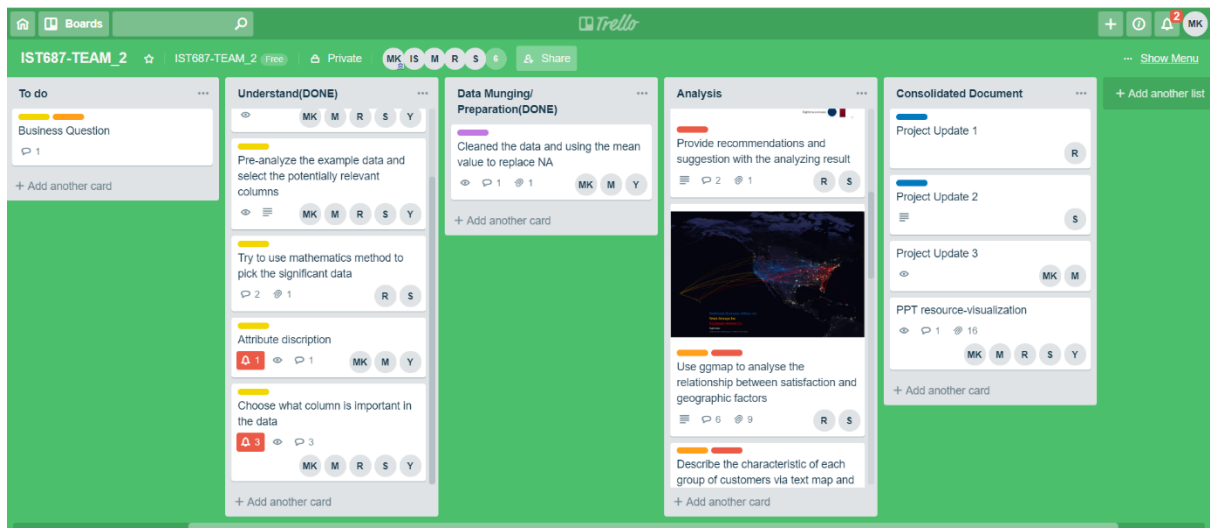 Boards
Trello
2
MK
IST687-TEAM_2
IST687-TEAM_2 Free
Private
MK IS M R S 6
Share
... Show Menu
To do
...
Business Question
1
+ Add another card
Understand(DONE)
...
MK M R S Y
Pre-analyze the example data and
select the potentially relevant
columns
MK M R S Y
Try to use mathematics method to
pick the significant data
2 1
R S
Attribute discription
1 1
MK M Y
Choose what column is important in
the data
3 3
MK M R S Y
+ Add another card
Data Munging/
Preparation(DONE)
...
Cleaned the data and using the mean
value to replace NA
1 1
MK M Y
+ Add another card
Analysis
...
Provide recommendations and
suggestion with the analyzing result
2 1
R S
Use ggmap to analyse the
relationship between satisfaction and
geographic factors
6 9
R S
Describe the characteristic of each
group of customers via text map and
+ Add another card
Consolidated Document
...
Project Update 1
R
Project Update 2
S
Project Update 3
MK M
PPT resource-visualization
1 16
MK M R S Y
+ Add another card
+ Add another list